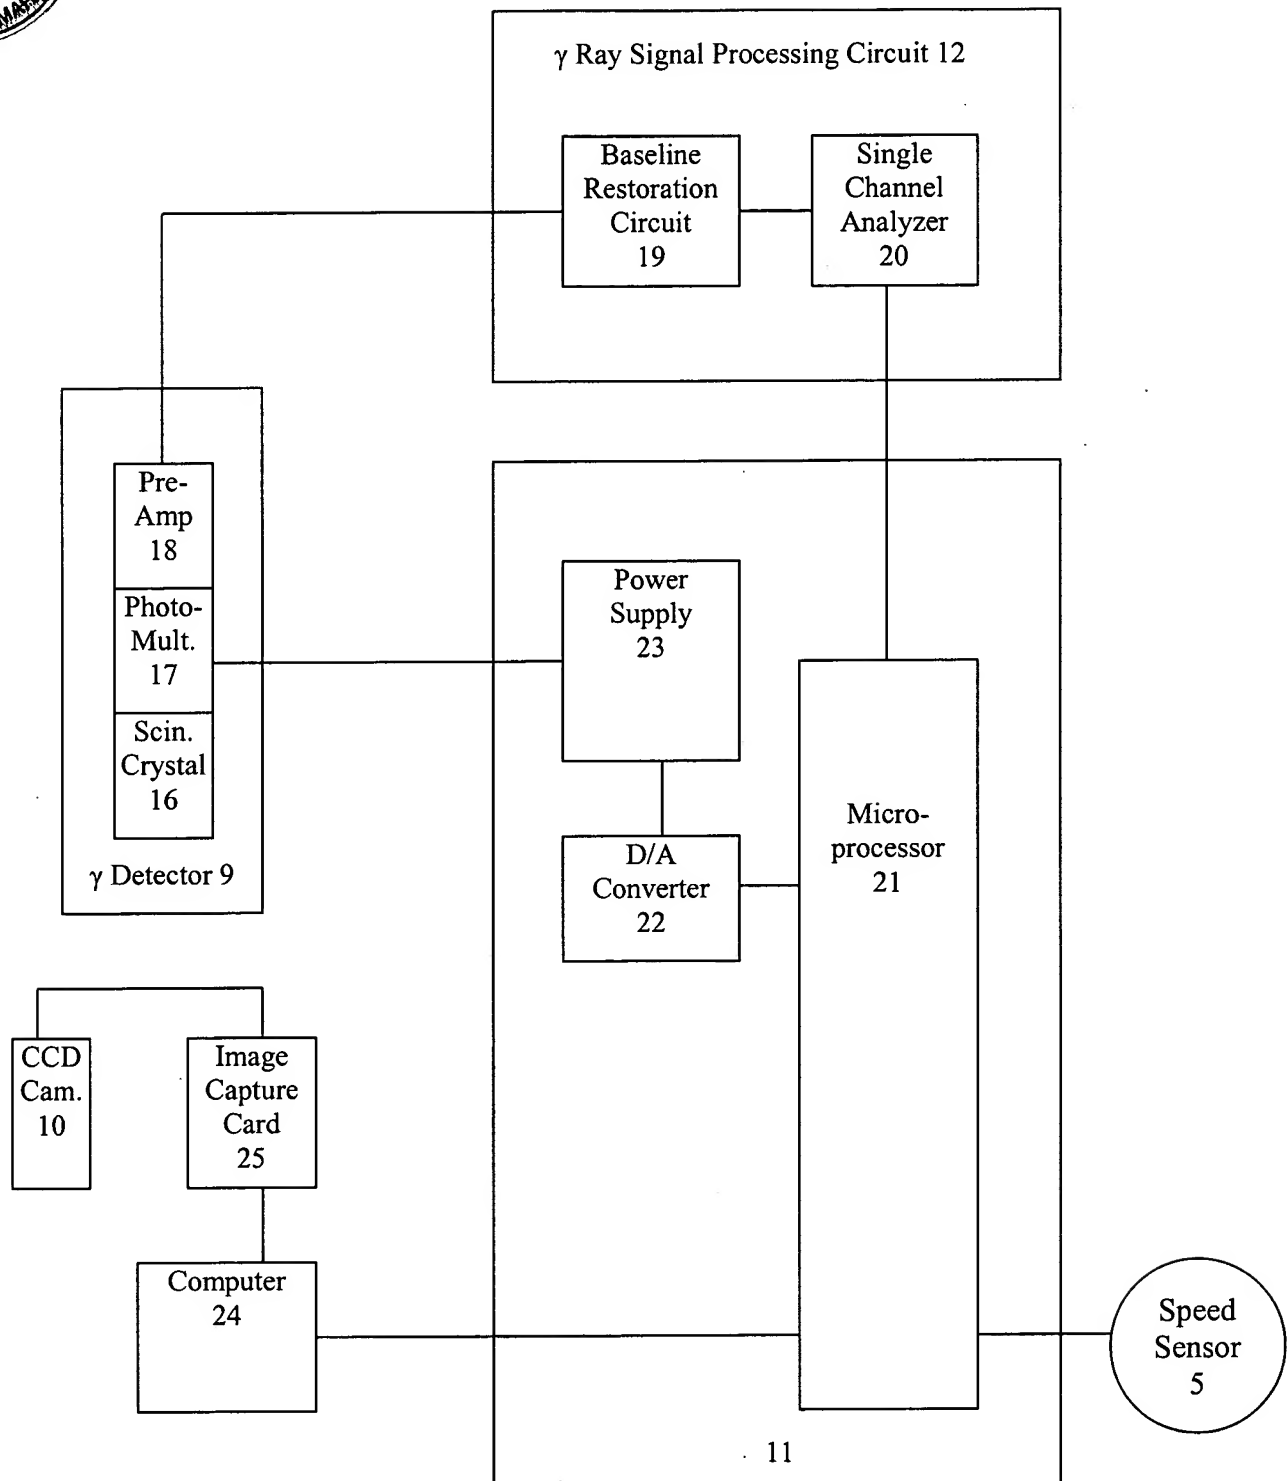 γ Ray Signal Processing Circuit 12
Baseline
Restoration
Circuit
19
Single
Channel
Analyzer
20
Pre-
Amp
18
Photo-
Mult.
17
Scin.
Crystal
16
γ Detector 9
Power
Supply
23
D/A
Converter
22
Micro-
processor
21
CCD
Cam.
10
Image
Capture
Card
25
Computer
24
Speed
Sensor
5
11